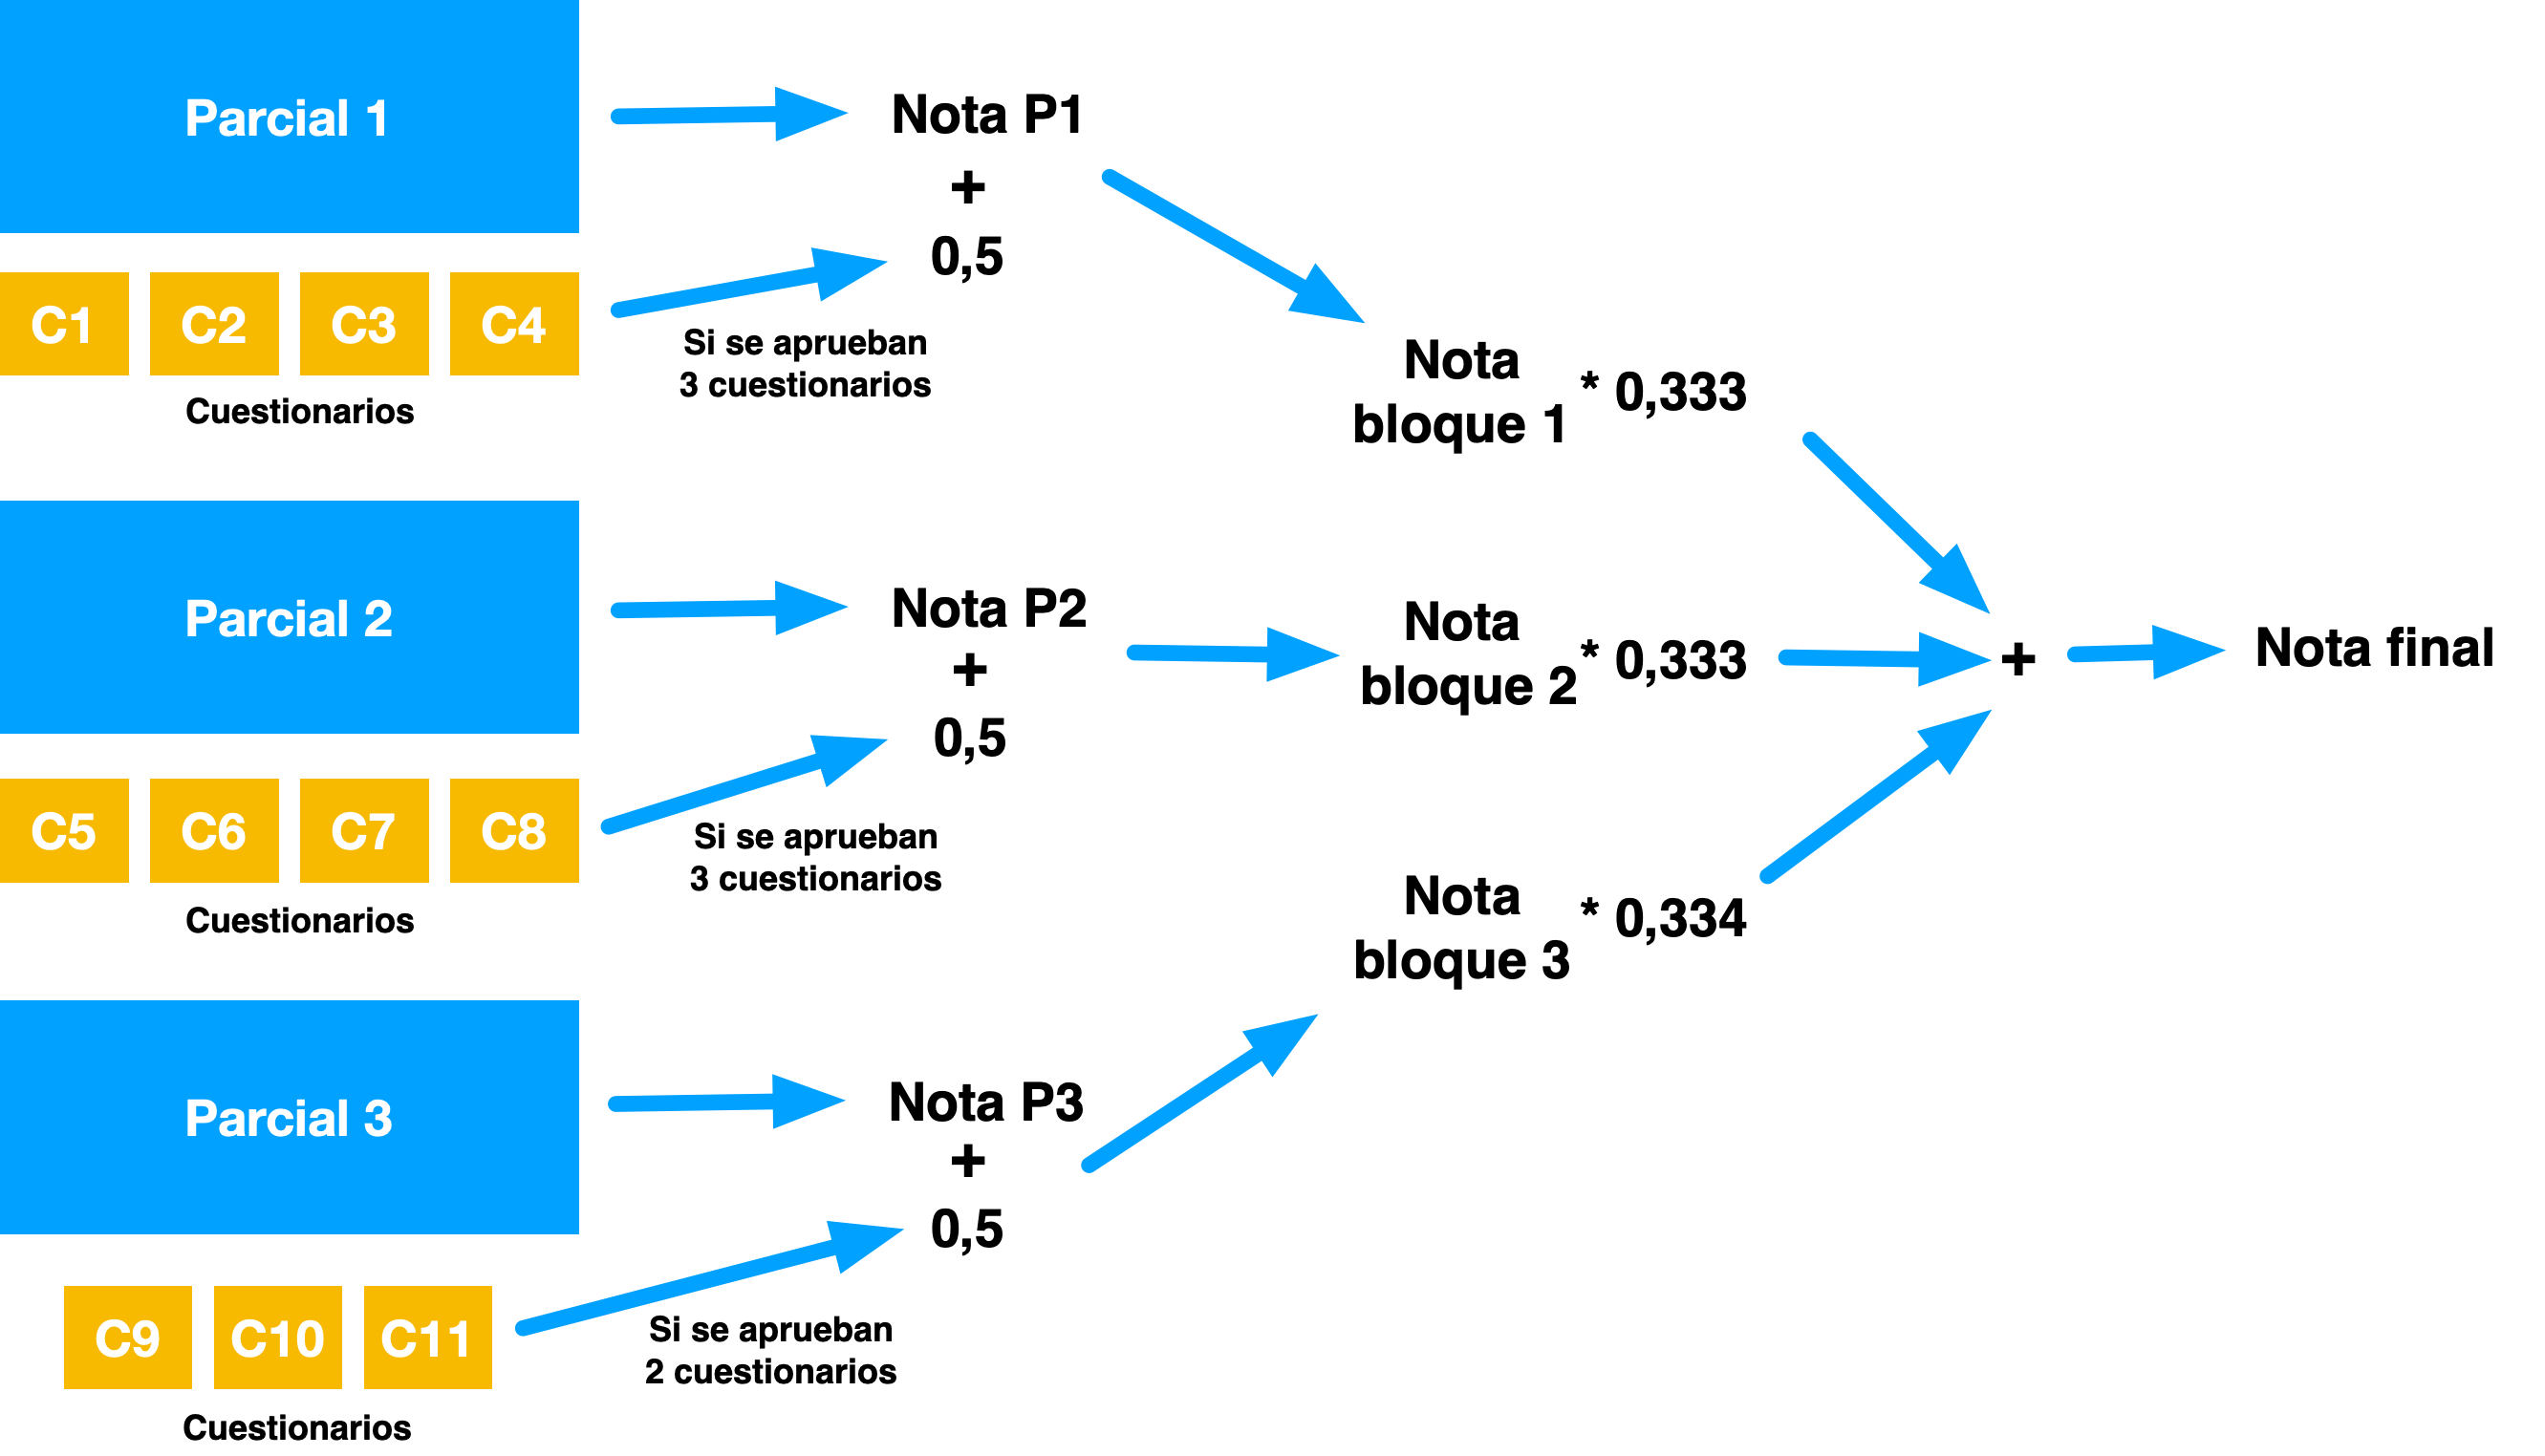 Parcial 1
Nota P1
+
0,5
C1 C2 C3 C4
Cuestionarios
Si se aprueban
3 cuestionarios
Nota
bloque 1 * 0,333
Parcial 2
Nota P2
+
0,5
C5 C6 C7 C8
Cuestionarios
Si se aprueban
3 cuestionarios
Nota
bloque 2 * 0,333
+
Nota final
Parcial 3
Nota P3
+
0,5
C9 C10 C11
Cuestionarios
Si se aprueban
2 cuestionarios
Nota
bloque 3 * 0,334